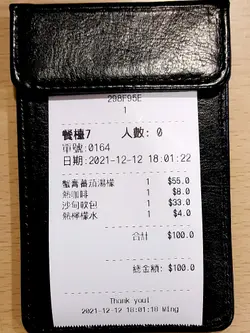 298F95E
1
餐檯7 人數: 0
單號:0164
日期:2021-12-12 18:01:22
蟹膏蕃茄湯檬 1 $55.0
熱咖啡 1 $8.0
沙甸軟包 1 $33.0
熱檸檬水 1 $4.0
合計 $100.0
總金額: $100.0
Thank you!
2021-12-12 18:01:18 Wing